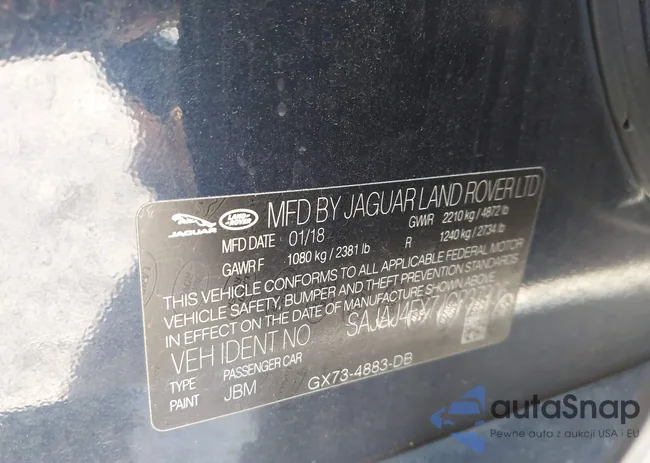 JAGUAR LAND ROVER MFD BY JAGUAR LAND ROVER LTD
MFD DATE 01/18 GWWR 2210 kg / 4872 lb
GAWR F 1080 kg / 2381 lb R 1240 kg / 2734 lb
THIS VEHICLE CONFORMS TO ALL APPLICABLE FEDERAL MOTOR
VEHICLE SAFETY, BUMPER AND THEFT PREVENTION STANDARDS
IN EFFECT ON THE DATE OF MANUFACTURE SHOWN ABOVE.
VEH IDENT NO.
TYPE PASSENGER CAR
PAINT JBM GX73-4883-DB
autaSnap
Pewne auta z aukcji USA i EU